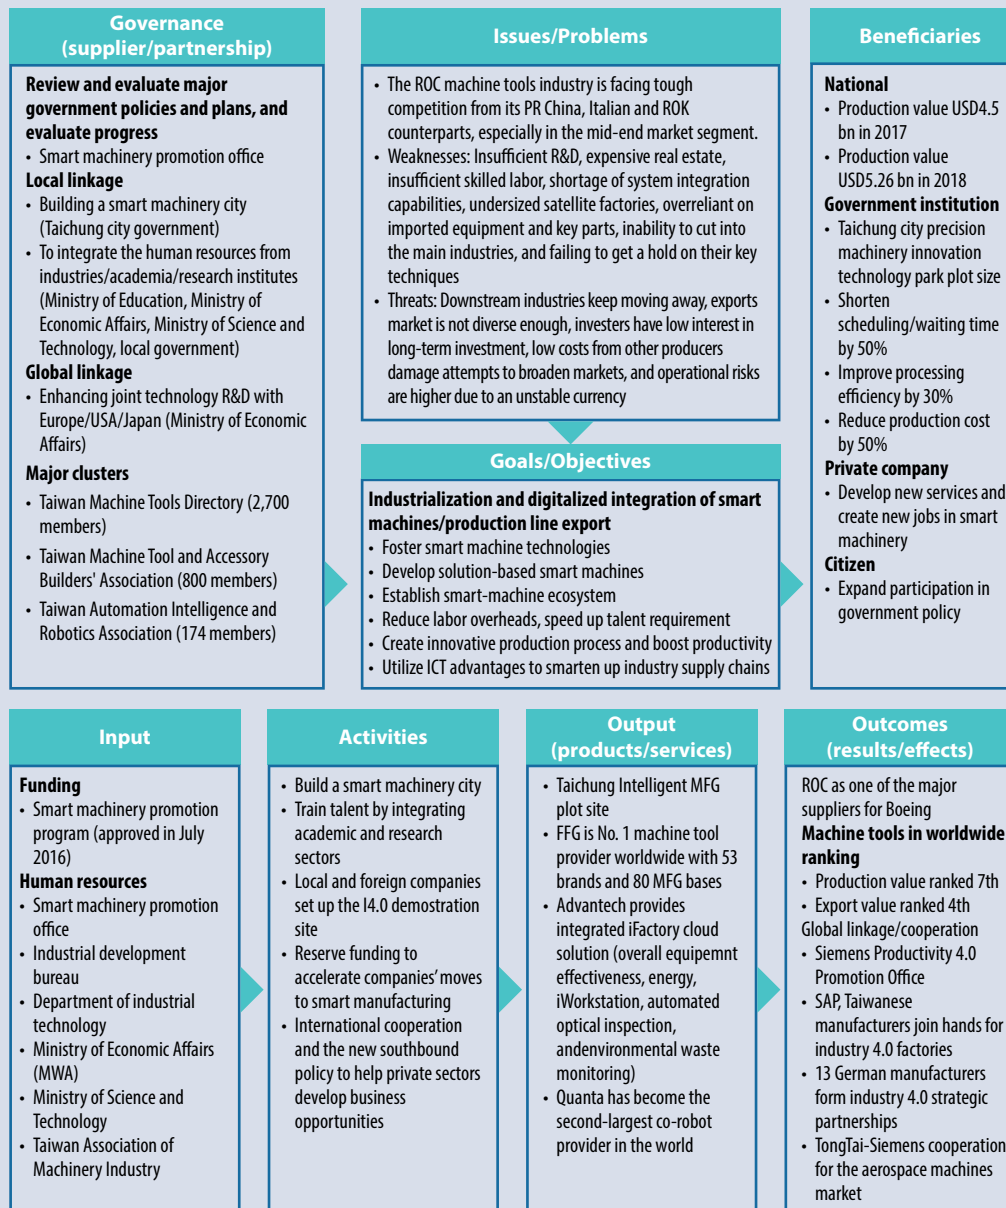 Governance
(supplier/partnership)
Review and evaluate major
government policies and plans, and
evaluate progress
• Smart machinery promotion office
Local linkage
• Building a smart machinery city
(Taichung city government)
• To integrate the human resources from
industries/academia/research institutes
(Ministry of Education, Ministry of
Economic Affairs, Ministry of Science and
Technology, local government)
Global linkage
• Enhancing joint technology R&D with
Europe/USA/Japan (Ministry of Economic
Affairs)
Major clusters
• Taiwan Machine Tools Directory (2,700
members)
• Taiwan Machine Tool and Accessory
Builders' Association (800 members)
• Taiwan Automation Intelligence and
Robotics Association (174 members)
Issues/Problems
• The ROC machine tools industry is facing tough
competition from its PR China, Italian and ROK
counterparts, especially in the mid-end market segment.
• Weaknesses: Insufficient R&D, expensive real estate,
insufficient skilled labor, shortage of system integration
capabilities, undersized satellite factories, overreliant on
imported equipment and key parts, inability to cut into
the main industries, and failing to get a hold on their key
techniques
• Threats: Downstream industries keep moving away, exports
market is not diverse enough, investers have low interest in
long-term investment, low costs from other producers
damage attempts to broaden markets, and operational risks
are higher due to an unstable currency
Goals/Objectives
Industrialization and digitalized integration of smart
machines/production line export
• Foster smart machine technologies
• Develop solution-based smart machines
• Establish smart-machine ecosystem
• Reduce labor overheads, speed up talent requirement
• Create innovative production process and boost productivity
• Utilize ICT advantages to smarten up industry supply chains
Beneficiaries
National
• Production value USD4.5
bn in 2017
• Production value
USD5.26 bn in 2018
Government institution
• Taichung city precision
machinery innovation
technology park plot size
• Shorten
scheduling/waiting time
by 50%
• Improve processing
efficiency by 30%
• Reduce production cost
by 50%
Private company
• Develop new services and
create new jobs in smart
machinery
Citizen
• Expand participation in
government policy
Input
Funding
• Smart machinery promotion
program (approved in July
2016)
Human resources
• Smart machinery promotion
office
• Industrial development
bureau
• Department of industrial
technology
• Ministry of Economic Affairs
(MWA)
• Ministry of Science and
Technology
• Taiwan Association of
Machinery Industry
Activities
• Build a smart machinery city
• Train talent by integrating
academic and research
sectors
• Local and foreign companies
set up the I4.0 demostration
site
• Reserve funding to
accelerate companies' moves
to smart manufacturing
• International cooperation
and the new southbound
policy to help private sectors
develop business
opportunities
Output
(products/services)
• Taichung Intelligent MFG
plot site
• FFG is No. 1 machine tool
provider worldwide with 53
brands and 80 MFG bases
• Advantech provides
integrated iFactory cloud
solution (overall equipemnt
effectiveness, energy,
iWorkstation, automated
optical inspection,
andenvironmental waste
monitoring)
• Quanta has become the
second-largest co-robot
provider in the world
Outcomes
(results/effects)
ROC as one of the major
suppliers for Boeing
Machine tools in worldwide
ranking
• Production value ranked 7th
• Export value ranked 4th
Global linkage/cooperation
• Siemens Productivity 4.0
Promotion Office
• SAP, Taiwanese
manufacturers join hands for
industry 4.0 factories
• 13 German manufacturers
form industry 4.0 strategic
partnerships
• TongTai-Siemens cooperation
for the aerospace machines
market